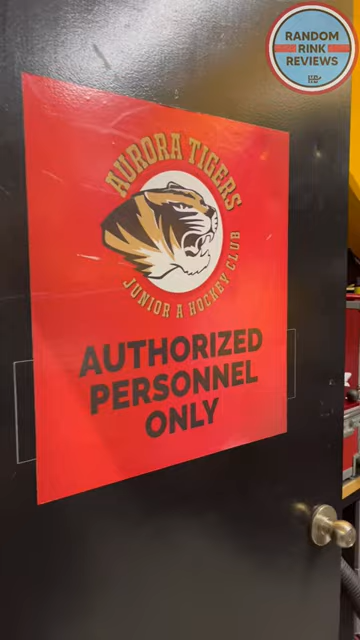 RANDOM
RINK
REVIEWS
AURORA TIGERS
JUNIOR A HOCKEY CLUB
AUTHORIZED
PERSONNEL
ONLY